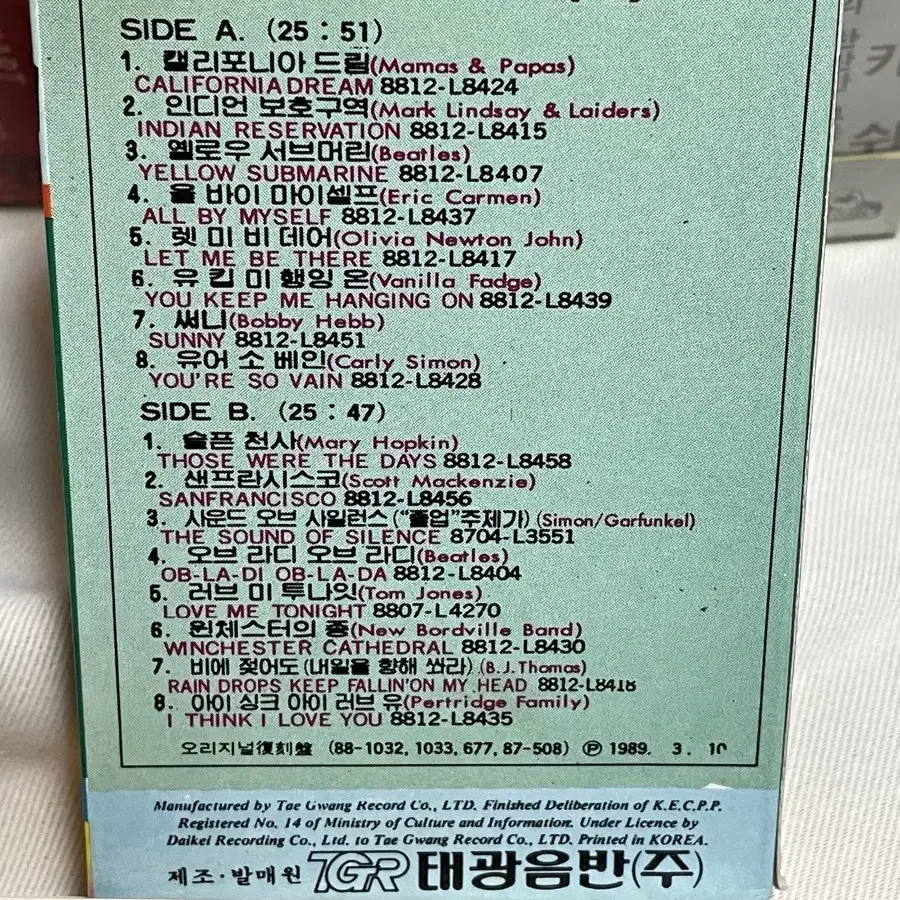 SIDE A. (25 : 51)
1. 캘리포니아 드림(Mamas & Papas)
CALIFORNIA DREAM 8812-L8424
2. 인디언 보호구역(Mark Lindsay & Laiders)
INDIAN RESERVATION 8812-L8415
3. 옐로우 서브머린(Beatles)
YELLOW SUBMARINE 8812-L8407
4. 올 바이 마이셀프(Eric Carmen)
ALL BY MYSELF 8812-L8437
5. 렛 미 비 데어(Olivia Newton John)
LET ME BE THERE 8812-L8417
6. 유 킵 미 행잉 온(Vanilla Fadge)
YOU KEEP ME HANGING ON 8812-L8439
7. 써니(Bobby Hebb)
SUNNY 8812-L8451
8. 유어 소 베인(Carly Simon)
YOU'RE SO VAIN 8812-L8428
SIDE B. (25 : 47)
1. 슬픈 천사(Mary Hopkin)
THOSE WERE THE DAYS 8812-L8458
2. 샌프란시스코(Scott Mackenzie)
SANFRANCISCO 8812-L8456
3. 사운드 오브 사일런스 ("졸업"주제가) (Simon/Garfunkel)
THE SOUND OF SILENCE 8704-L3551
4. 오브 라디 오브 라디(Beatles)
OB-LA-DI OB-LA-DA 8812-L8404
5. 러브 미 투나잇(Tom Jones)
LOVE ME TONIGHT 8807-L4270
6. 윈체스터의 종(New Bordville Band)
WINCHESTER CATHEDRAL 8812-L8430
7. 비에 젖어도 (내일을 향해 쏴라) (B.J.Thomas)
RAIN DROPS KEEP FALLIN'ON MY HEAD 8812-L8418
8. 아이 싱크 아이 러브 유(Pertridge Family)
I THINK I LOVE YOU 8812-L8435
오리지널復刻盤 (88-1032, 1033, 677, 87-508) Ⓟ 1989. 3. 10
Manufactured by Tae Gwang Record Co., LTD. Finished Deliberation of K.E.C.P.P.
Registered No. 14 of Ministry of Culture and Information. Under Licence by
Daikei Recording Co., Ltd. to Tae Gwang Record Co., LTD. Printed in KOREA.
제조·발매원 TGR 태광음반(주)